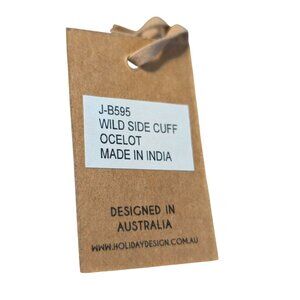 J-B595
WILD SIDE CUFF
OCELOT
MADE IN INDIA
DESIGNED IN
AUSTRALIA
WWW.HOLIDAYDESIGN.COM.AU